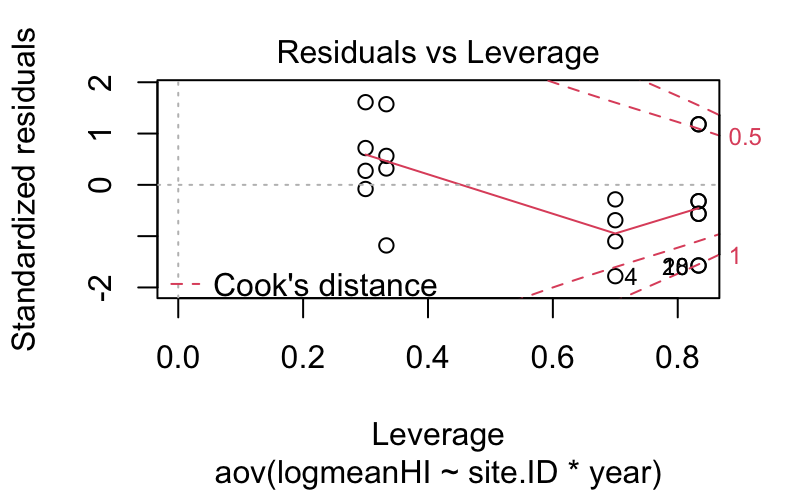 Residuals vs Leverage
Standardized residuals
2
1
0
-2
0.5
1
4
Cook's distance
0.0 0.2 0.4 0.6 0.8
Leverage
aov(logmeanHI ~ site.ID * year)